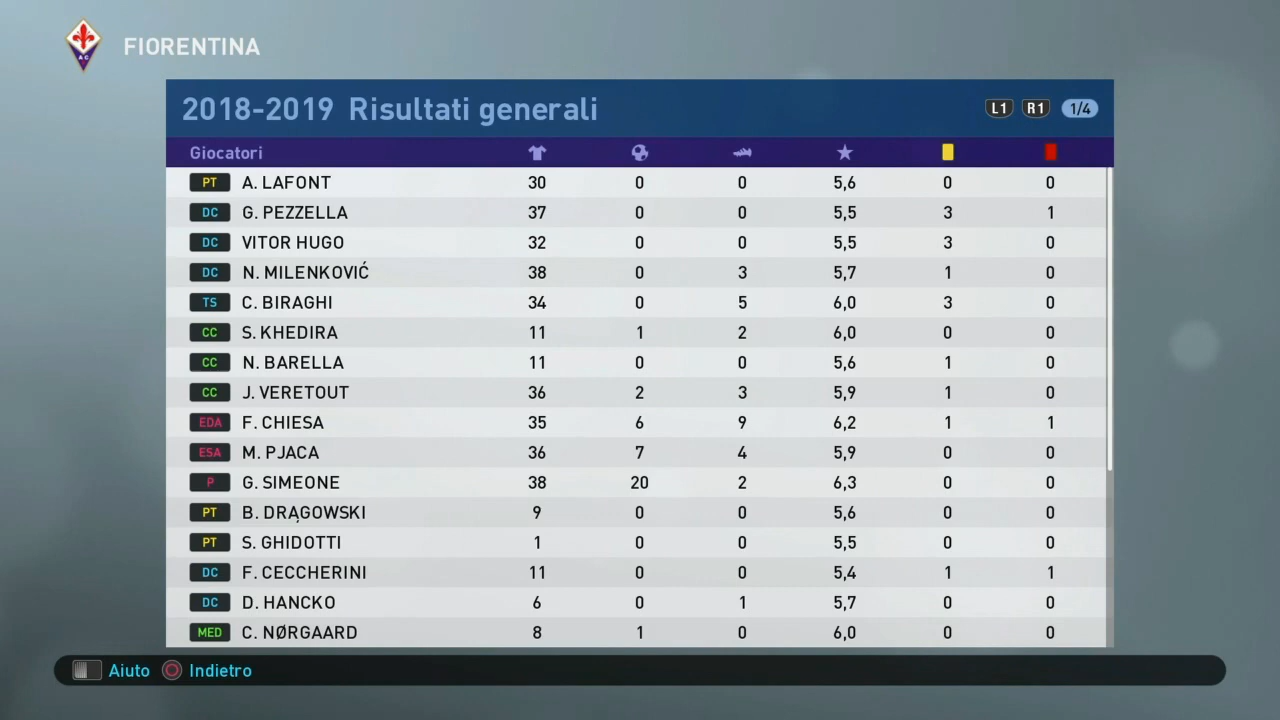 FIORENTINA
2018-2019 Risultati generali L1 R1 1/4
Giocatori
PT A. LAFONT 30 0 0 5,6 0 0
DC G. PEZZELLA 37 0 0 5,5 3 1
DC VITOR HUGO 32 0 0 5,5 3 0
DC N. MILENKOVIĆ 38 0 3 5,7 1 0
TS C. BIRAGHI 34 0 5 6,0 3 0
CC S. KHEDIRA 11 1 2 6,0 0 0
CC N. BARELLA 11 0 0 5,6 1 0
CC J. VERETOUT 36 2 3 5,9 1 0
EDA F. CHIESA 35 6 9 6,2 1 1
ESA M. PJACA 36 7 4 5,9 0 0
P G. SIMEONE 38 20 2 6,3 0 0
PT B. DRĄGOWSKI 9 0 0 5,6 0 0
PT S. GHIDOTTI 1 0 0 5,5 0 0
DC F. CECCHERINI 11 0 0 5,4 1 1
DC D. HANCKO 6 0 1 5,7 0 0
MED C. NØRGAARD 8 1 0 6,0 0 0
Aiuto Indietro